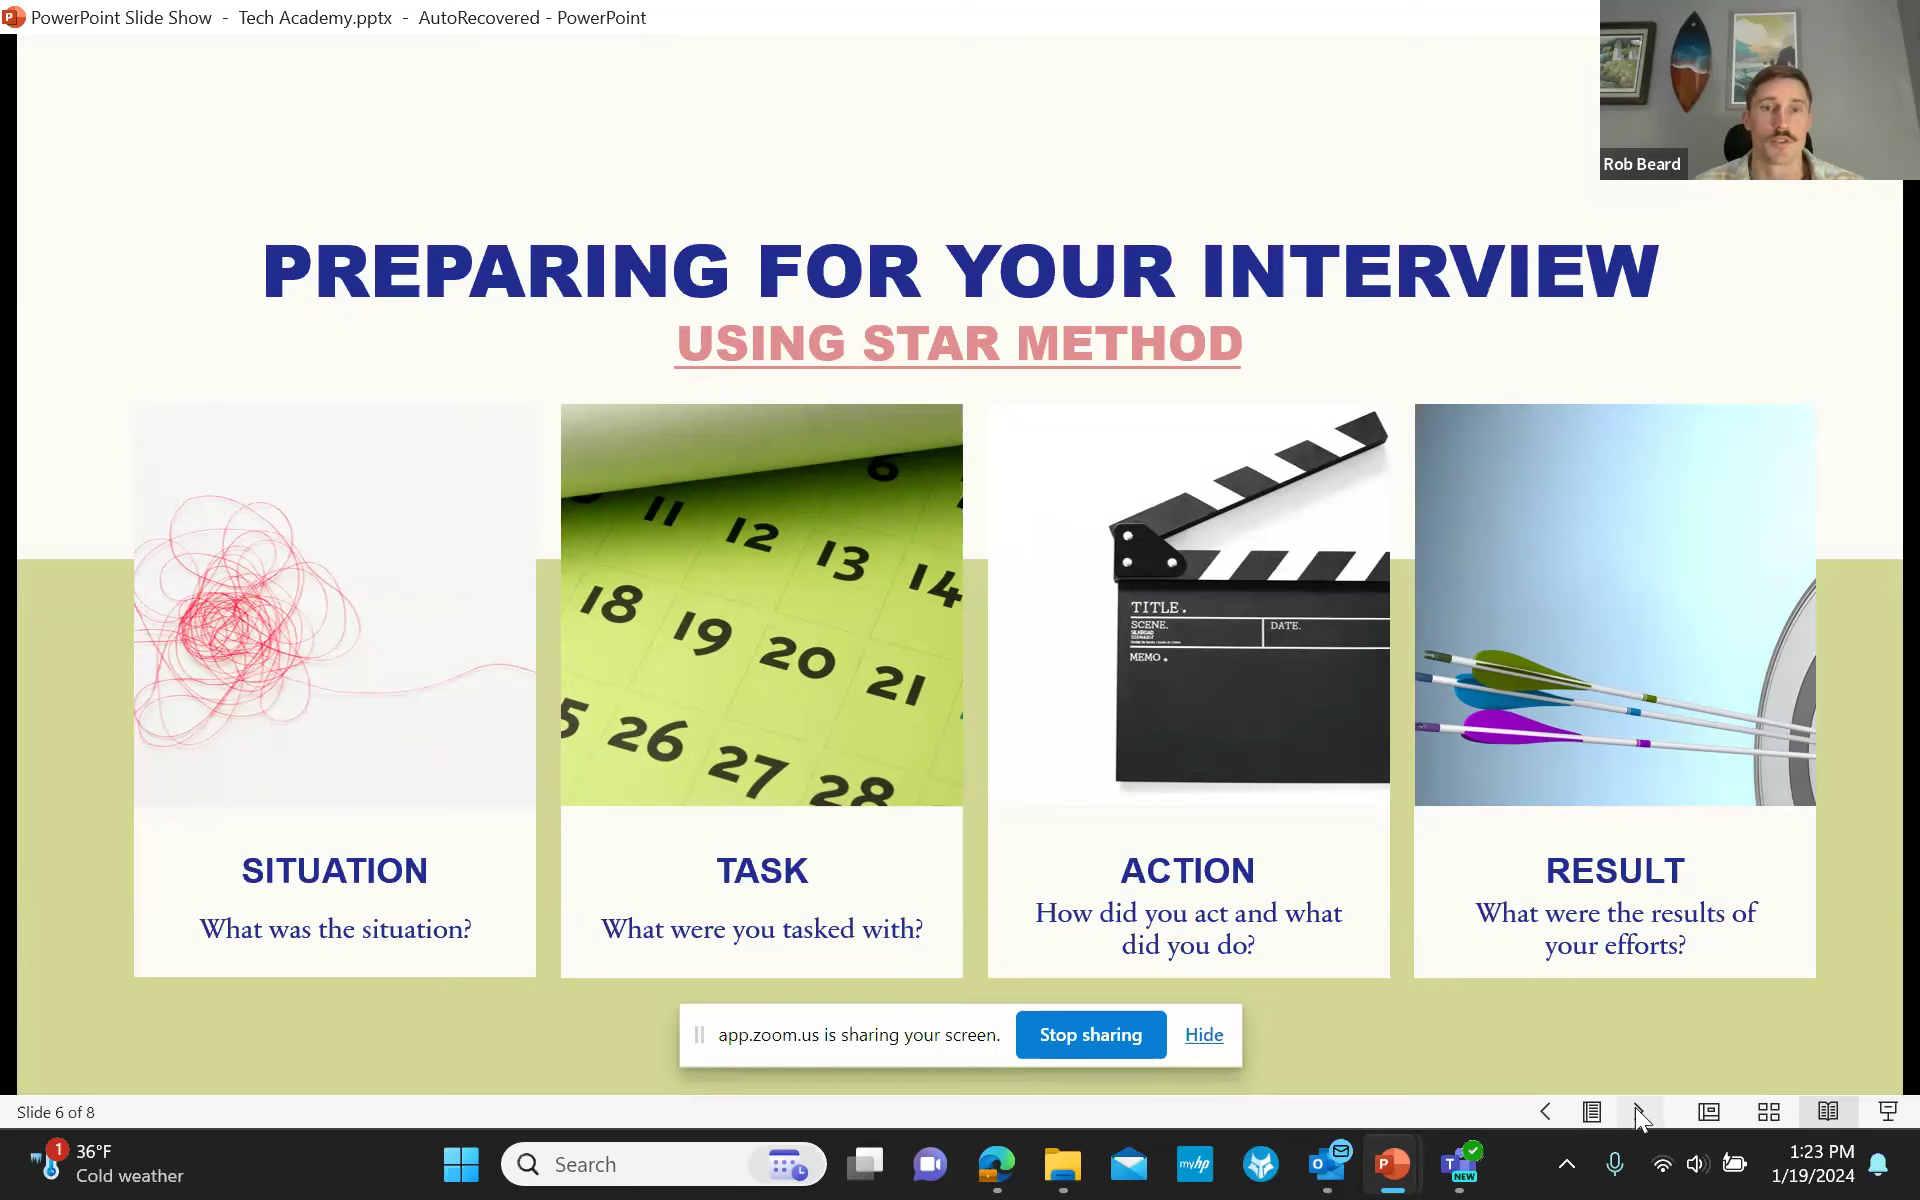 PowerPoint Slide Show - Tech Academy.pptx - AutoRecovered - PowerPoint
Rob Beard
PREPARING FOR YOUR INTERVIEW
USING STAR METHOD
6
11 12 13 14
18 19 20 21
5 26 27 28
TITLE.
SCENE. DATE.
MEMO.
SITUATION
What was the situation?
TASK
What were you tasked with?
ACTION
How did you act and what
did you do?
RESULT
What were the results of
your efforts?
app.zoom.us is sharing your screen. Stop sharing Hide
Slide 6 of 8
1
36°F
Cold weather
Search
myhp
O
P
T
NEW
1:23 PM
1/19/2024